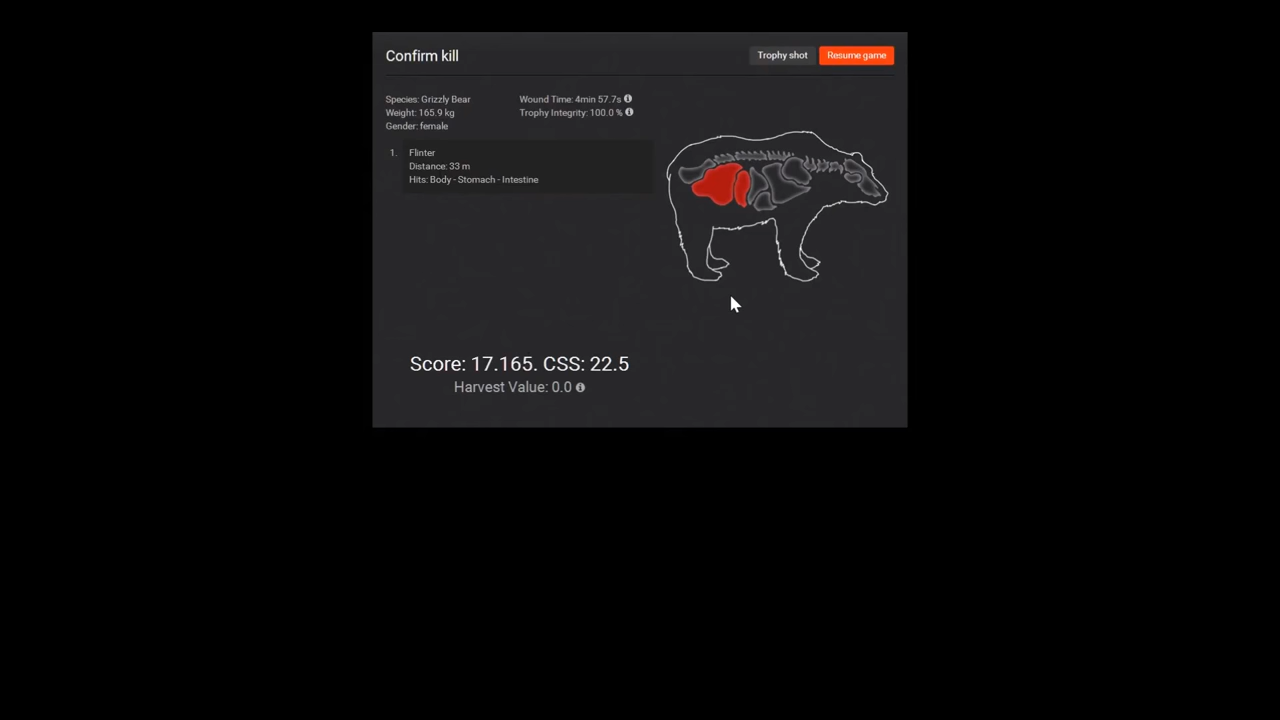 Confirm kill
Trophy shot
Resume game
Species: Grizzly Bear
Weight: 165.9 kg
Gender: female
Wound Time: 4min 57.7s
Trophy Integrity: 100.0 %
1.
Flinter
Distance: 33 m
Hits: Body - Stomach - Intestine
Score: 17.165. CSS: 22.5
Harvest Value: 0.0